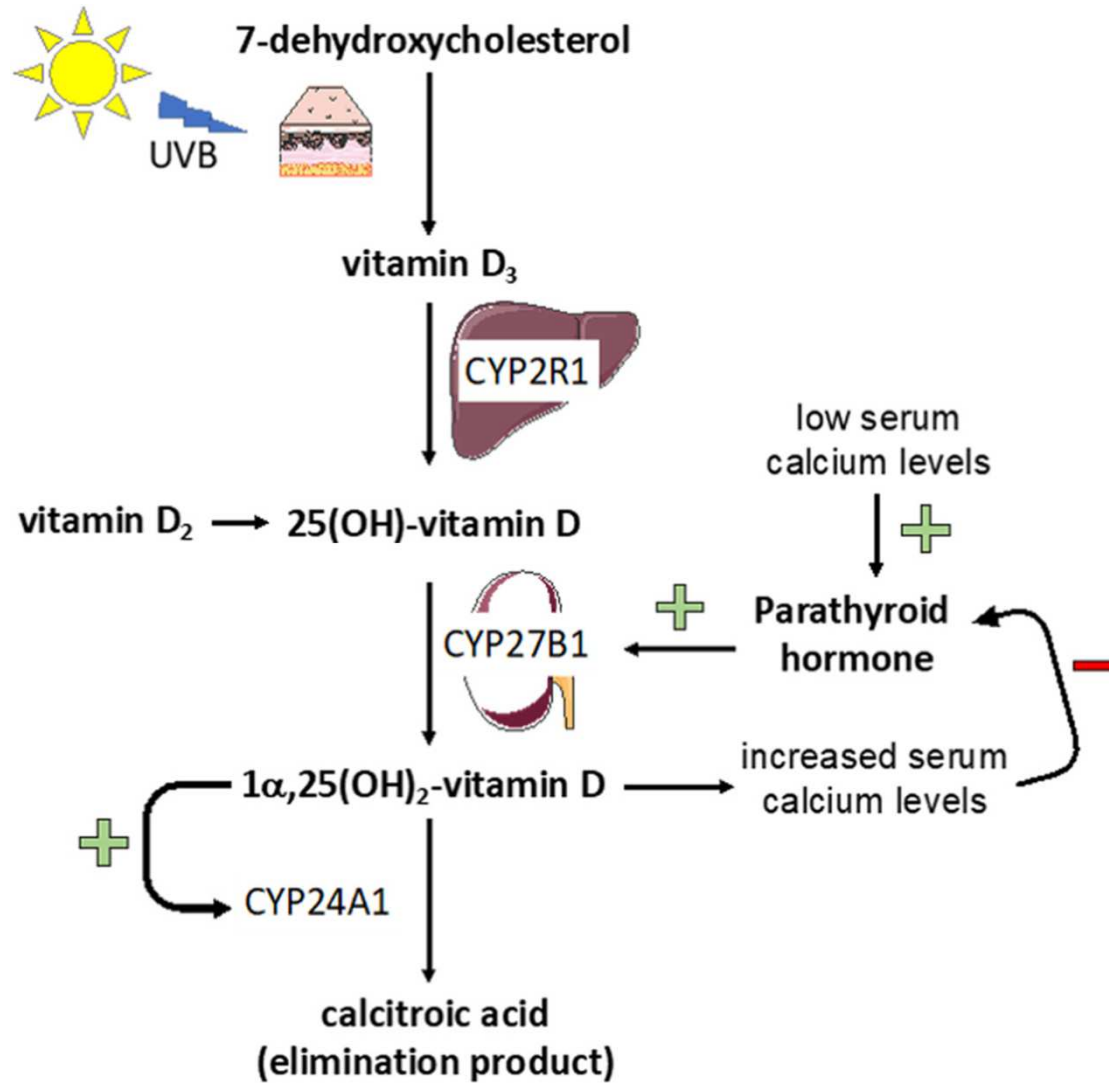 7-dehydroxycholesterol
UVB
vitamin D₃
CYP2R1
low serum
calcium levels
vitamin D₂
25(OH)-vitamin D
CYP27B1
Parathyroid
hormone
1α,25(OH)₂-vitamin D
increased serum
calcium levels
CYP24A1
calcitroic acid
(elimination product)